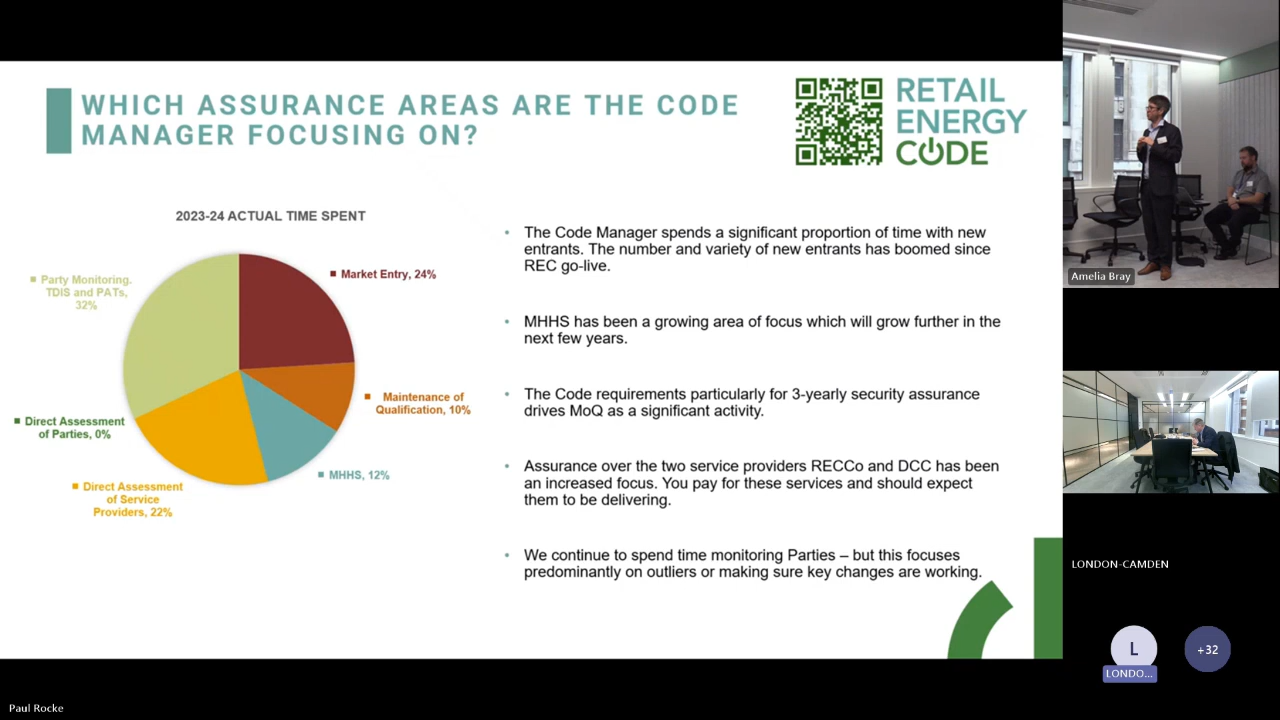 WHICH ASSURANCE AREAS ARE THE CODE
MANAGER FOCUSING ON?
RETAIL
ENERGY
CODE
2023-24 ACTUAL TIME SPENT
Party Monitoring.
TDIS and PATs,
32%
Market Entry, 24%
Maintenance of
Qualification, 10%
Direct Assessment
of Parties, 0%
MHHS, 12%
Direct Assessment
of Service
Providers, 22%
• The Code Manager spends a significant proportion of time with new
entrants. The number and variety of new entrants has boomed since
REC go-live.
• MHHS has been a growing area of focus which will grow further in the
next few years.
• The Code requirements particularly for 3-yearly security assurance
drives MoQ as a significant activity.
• Assurance over the two service providers RECCo and DCC has been
an increased focus. You pay for these services and should expect
them to be delivering.
• We continue to spend time monitoring Parties – but this focuses
predominantly on outliers or making sure key changes are working.
Amelia Bray
LONDON-CAMDEN
L
LONDO...
+32
Paul Rocke